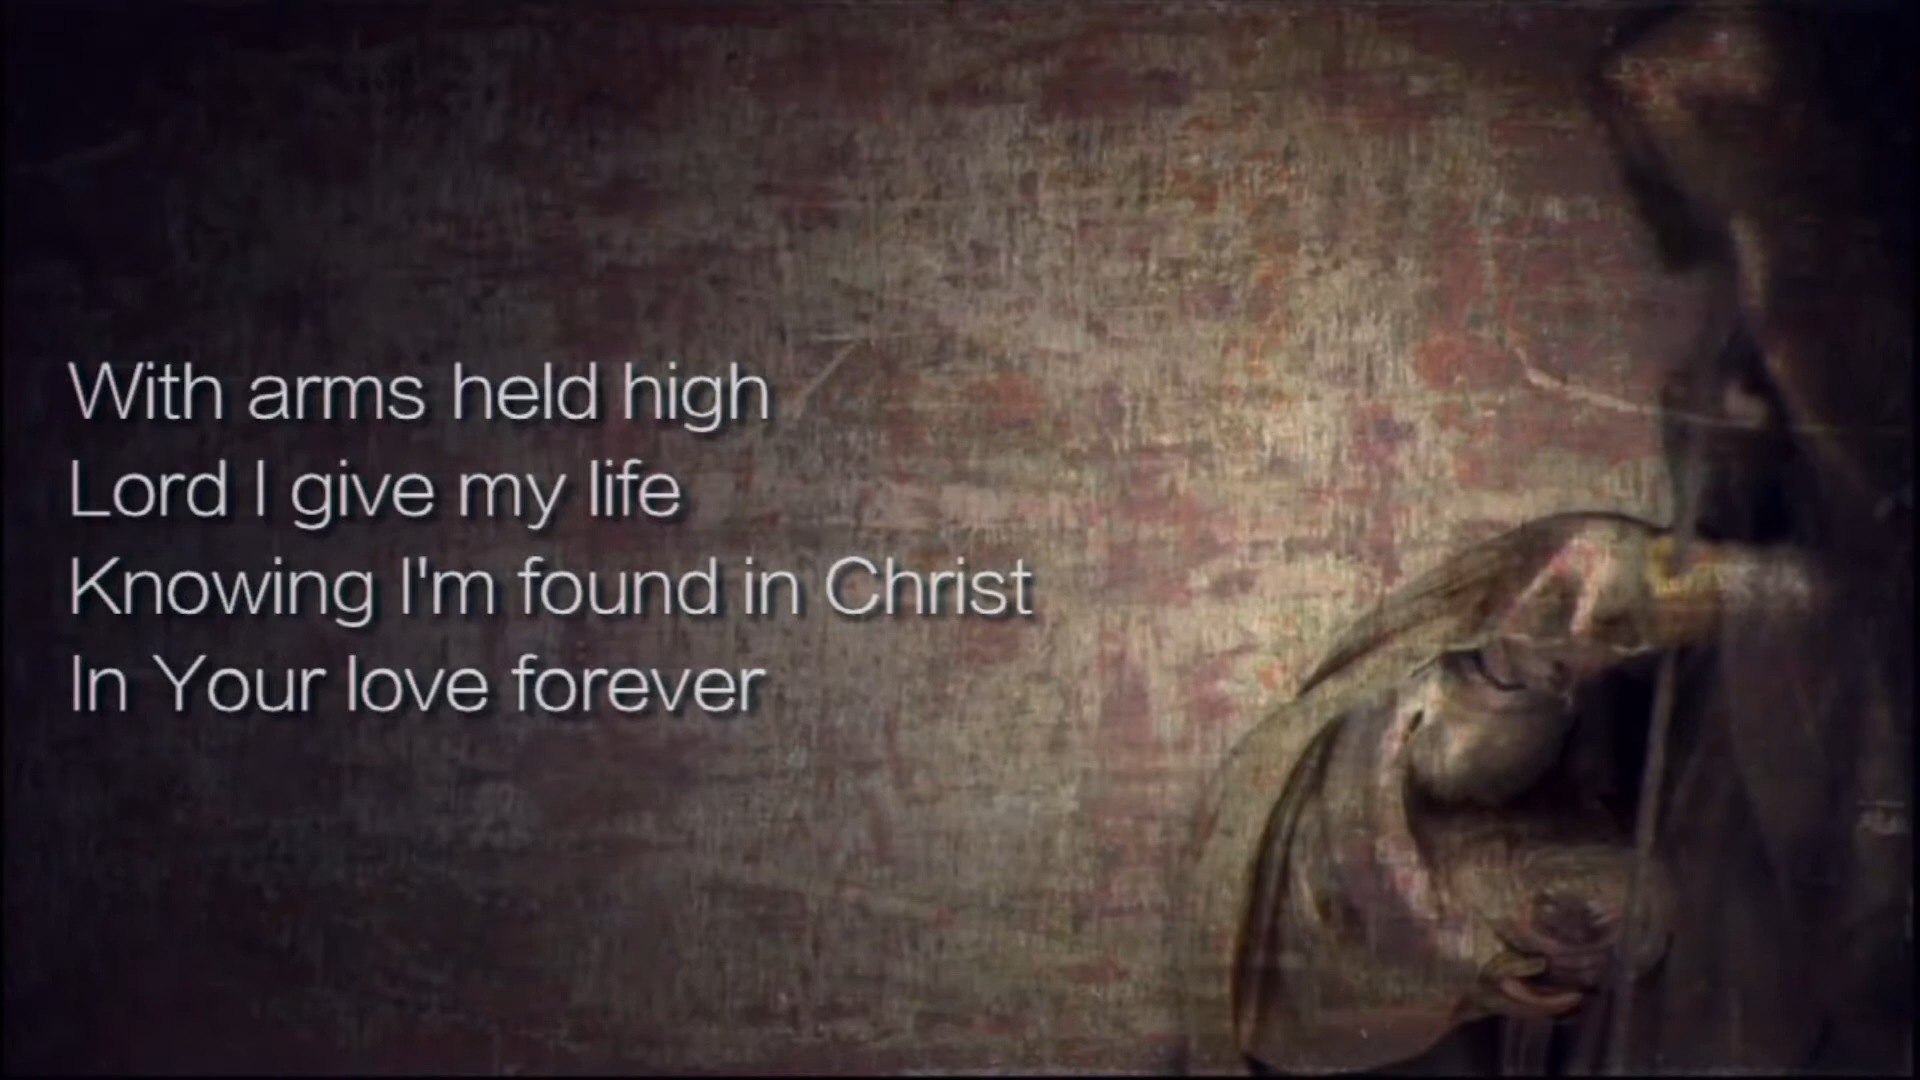 With arms held high
Lord I give my life
Knowing I'm found in Christ
In Your love forever